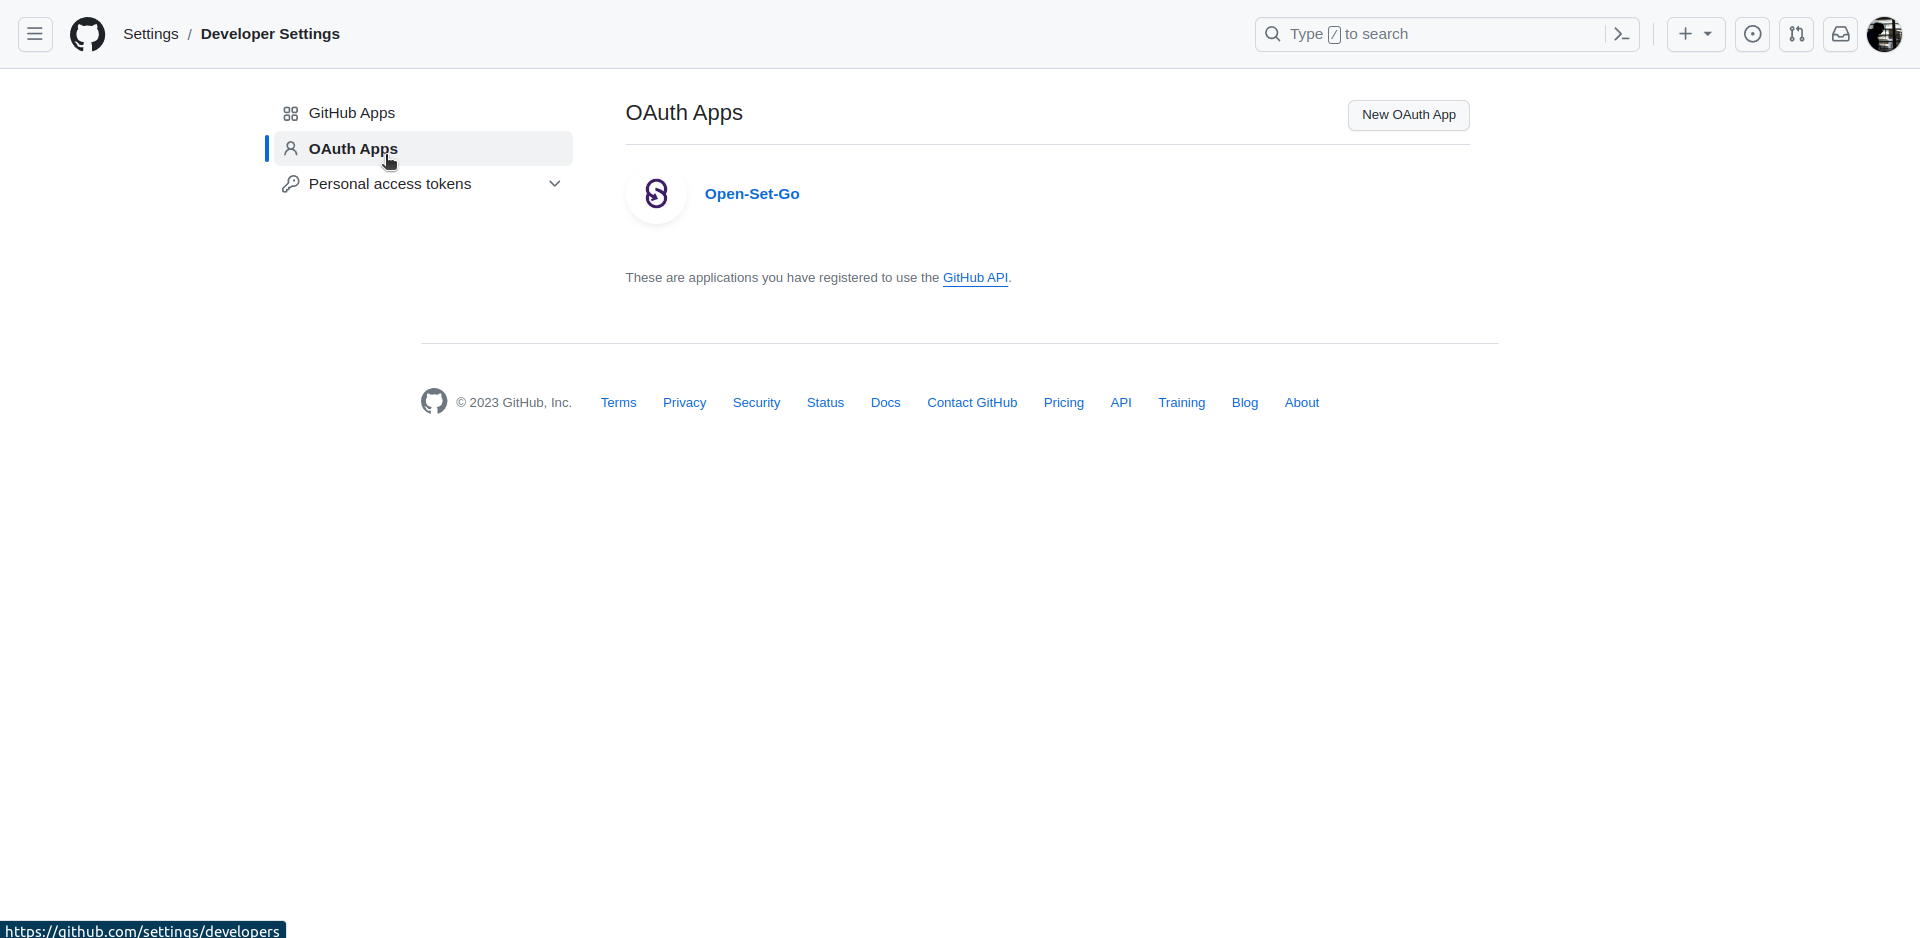 Settings / Developer Settings
Type / to search
GitHub Apps
OAuth Apps
Personal access tokens
OAuth Apps
New OAuth App
Open-Set-Go
These are applications you have registered to use the GitHub API.
© 2023 GitHub, Inc. Terms Privacy Security Status Docs Contact GitHub Pricing API Training Blog About
https://github.com/settings/developers